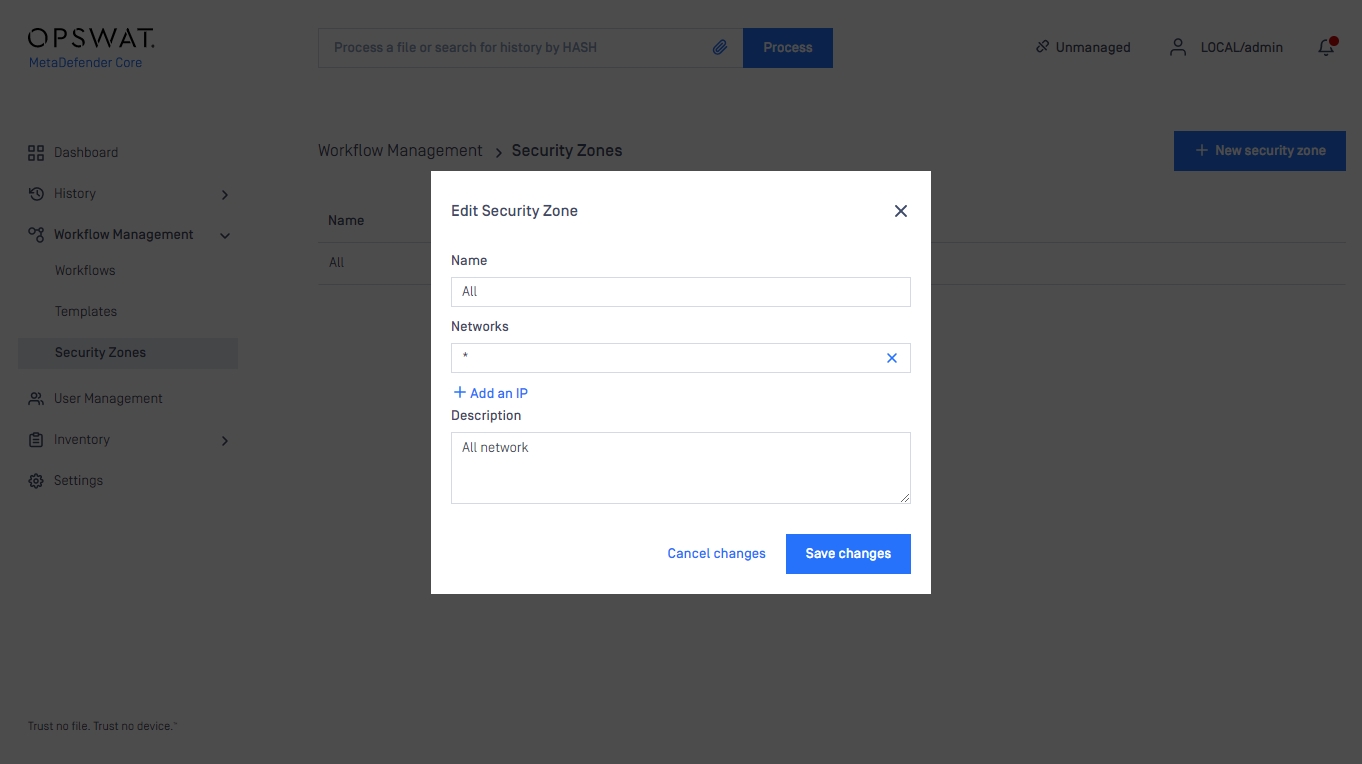 OPSWAT.
MetaDefender Core
Process a file or search for history by HASH
Process
Unmanaged
LOCAL/admin
Dashboard
History
Workflow Management
Workflows
Templates
Security Zones
User Management
Inventory
Settings
Trust no file. Trust no device.™
Workflow Management > Security Zones
+ New security zone
Name
All
Edit Security Zone
Name
All
Networks
*
+ Add an IP
Description
All network
Cancel changes
Save changes